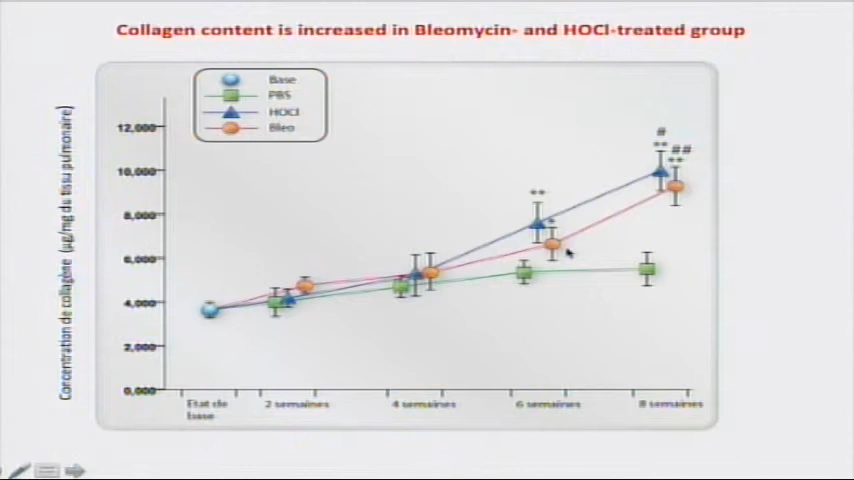 Collagen content is increased in Bleomycin- and HOCl-treated group
Base
PBS
HOCl
Bleo
Concentration de collagène (µg/mg du tissu pulmonaire)
12,000
10,000
8,000
6,000
4,000
2,000
0,000
#
**
##
**
**
*
Etat de base
2 semaines
4 semaines
6 semaines
8 semaines